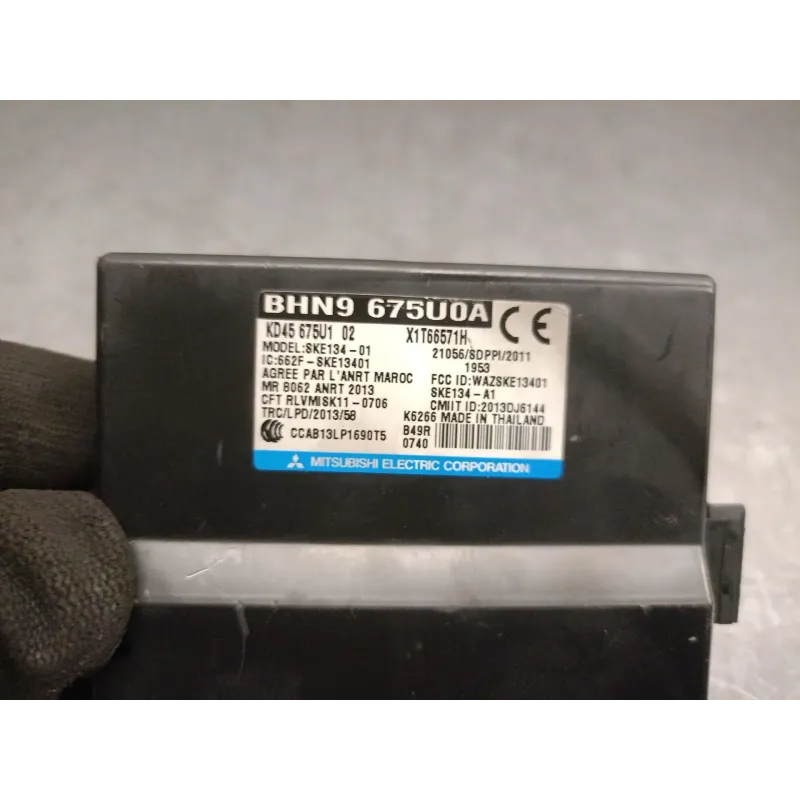 BHN9 675U0A
KD45 675U1 02 X1T66571H CE
MODEL:SKE134-01 21056/SDPPI/2011
IC:662F-SKE13401 1953
AGREE PAR L'ANRT MAROC FCC ID:WAZSKE13401
MR 8062 ANRT 2013 SKE134-A1
CFT RLVMISK11-0706 CMIIT ID:2013DJ6144
TRC/LPD/2013/58 K6266 MADE IN THAILAND
CCC CCAB13LP1690T5 B49R
0740
MITSUBISHI ELECTRIC CORPORATION